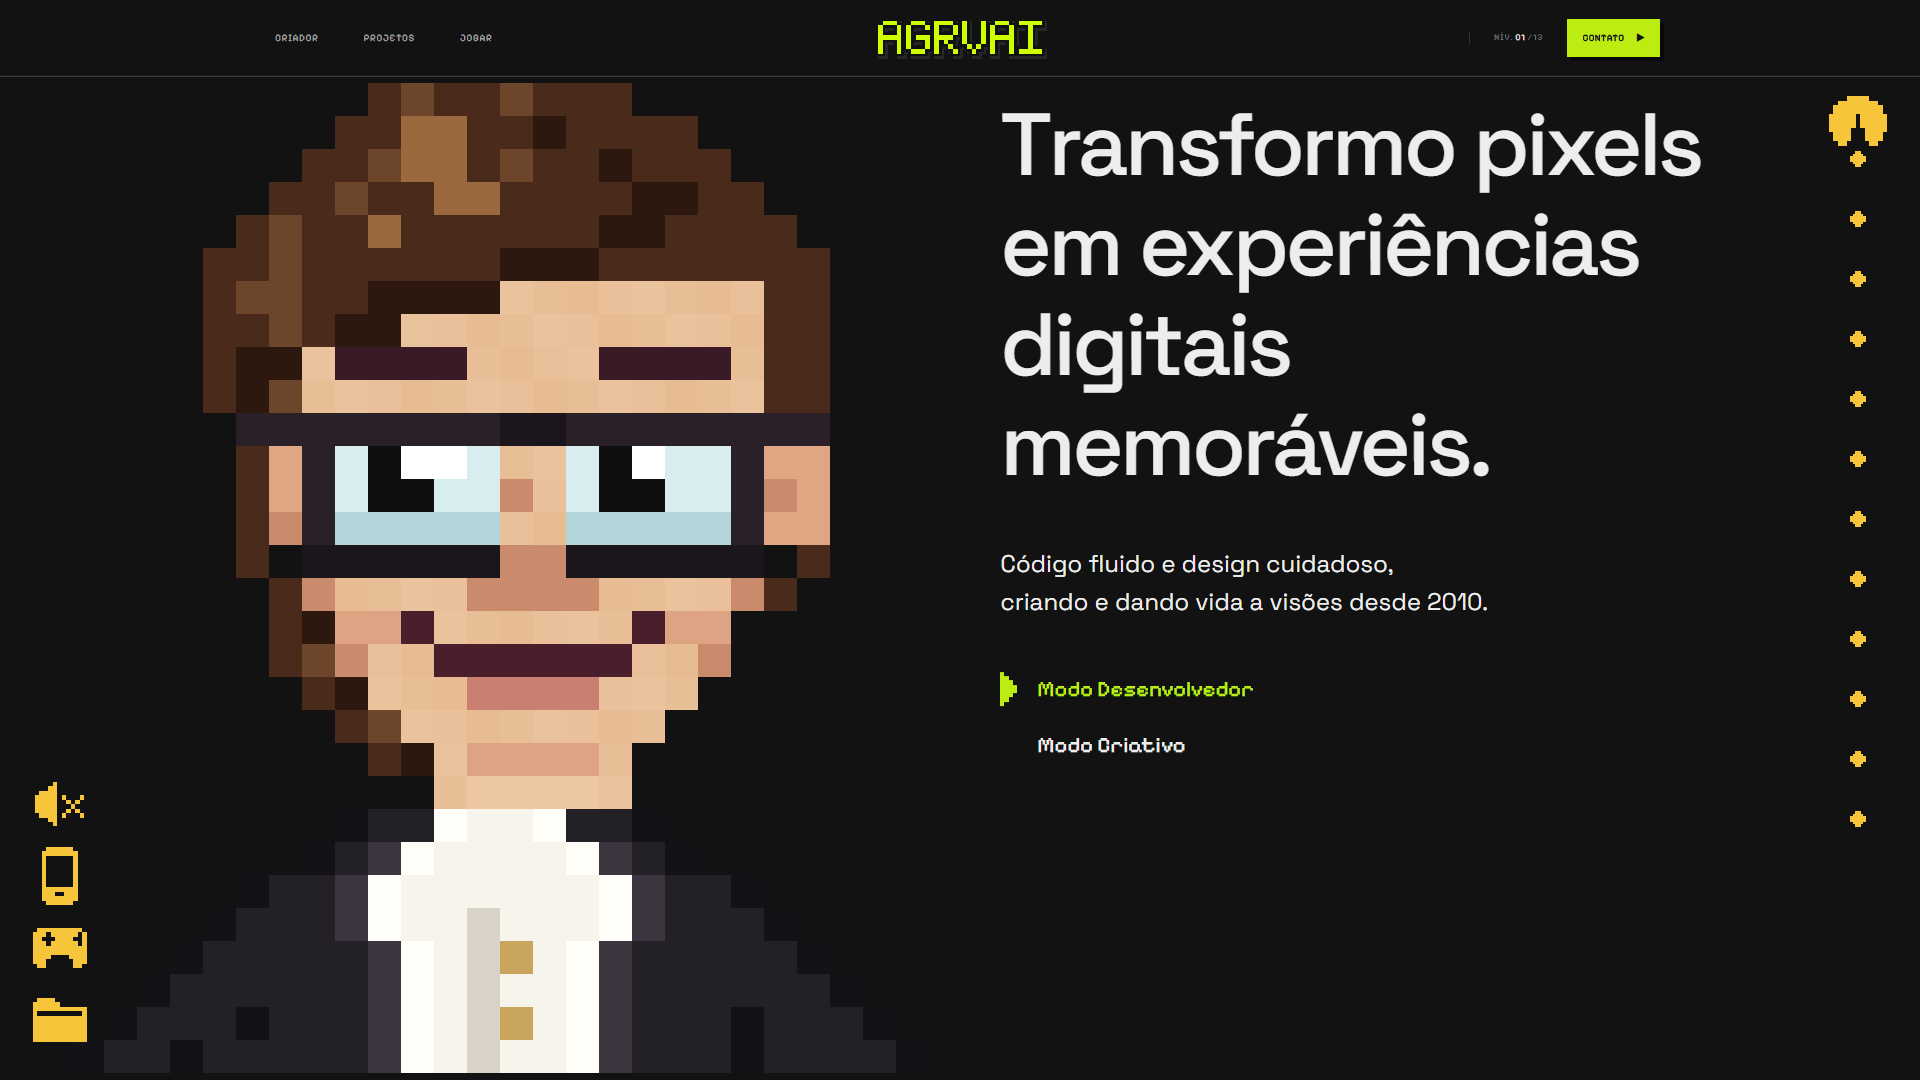 CRIADOR
PROJETOS
JOGAR
AGRVAI
NÍV. 01 /13
CONTATO
Transformo pixels
em experiências
digitais
memoráveis.
Código fluido e design cuidadoso,
criando e dando vida a visões desde 2010.
Modo Desenvolvedor
Modo Criativo